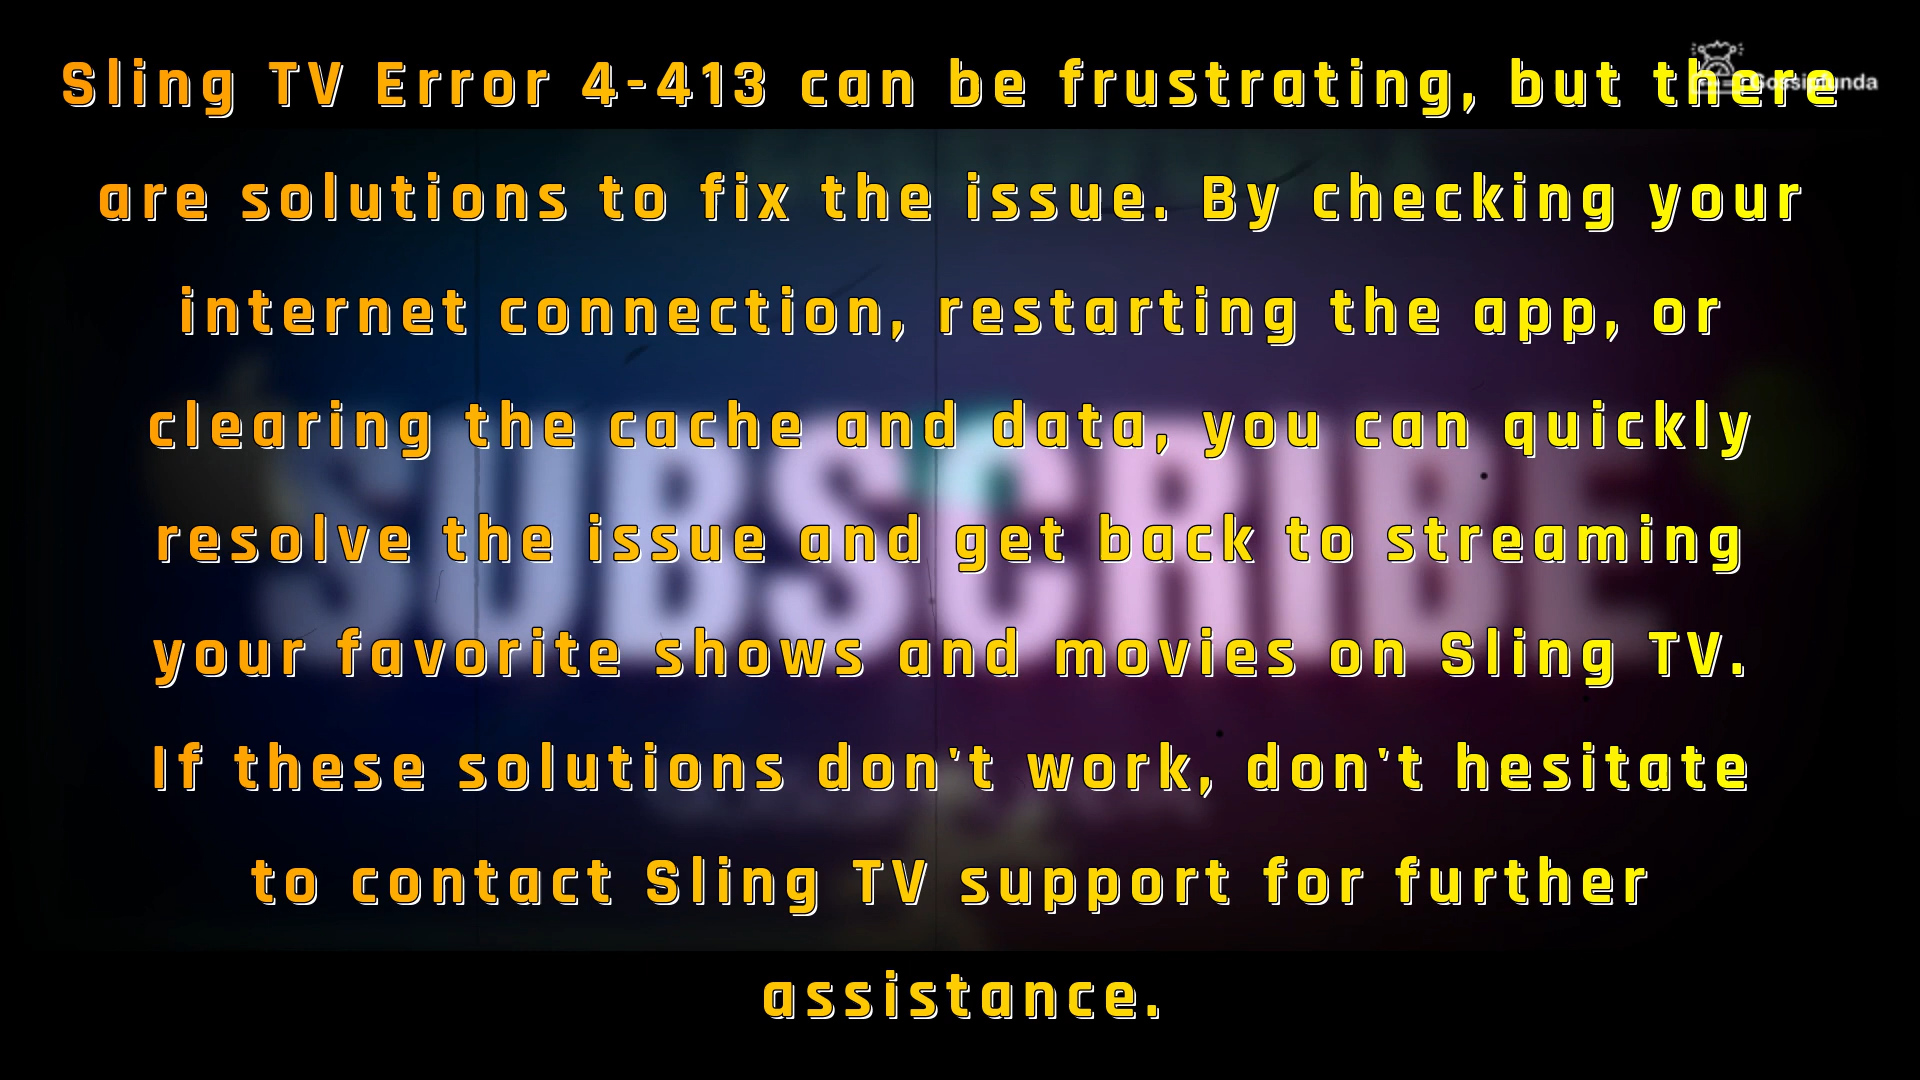 Sling TV Error 4-413 can be frustrating, but there
Gossipfunda
are solutions to fix the issue. By checking your
internet connection, restarting the app, or
clearing the cache and data, you can quickly
SUBSCRIBE
resolve the issue and get back to streaming
your favorite shows and movies on Sling TV.
If these solutions don't work, don't hesitate
to contact Sling TV support for further
assistance.